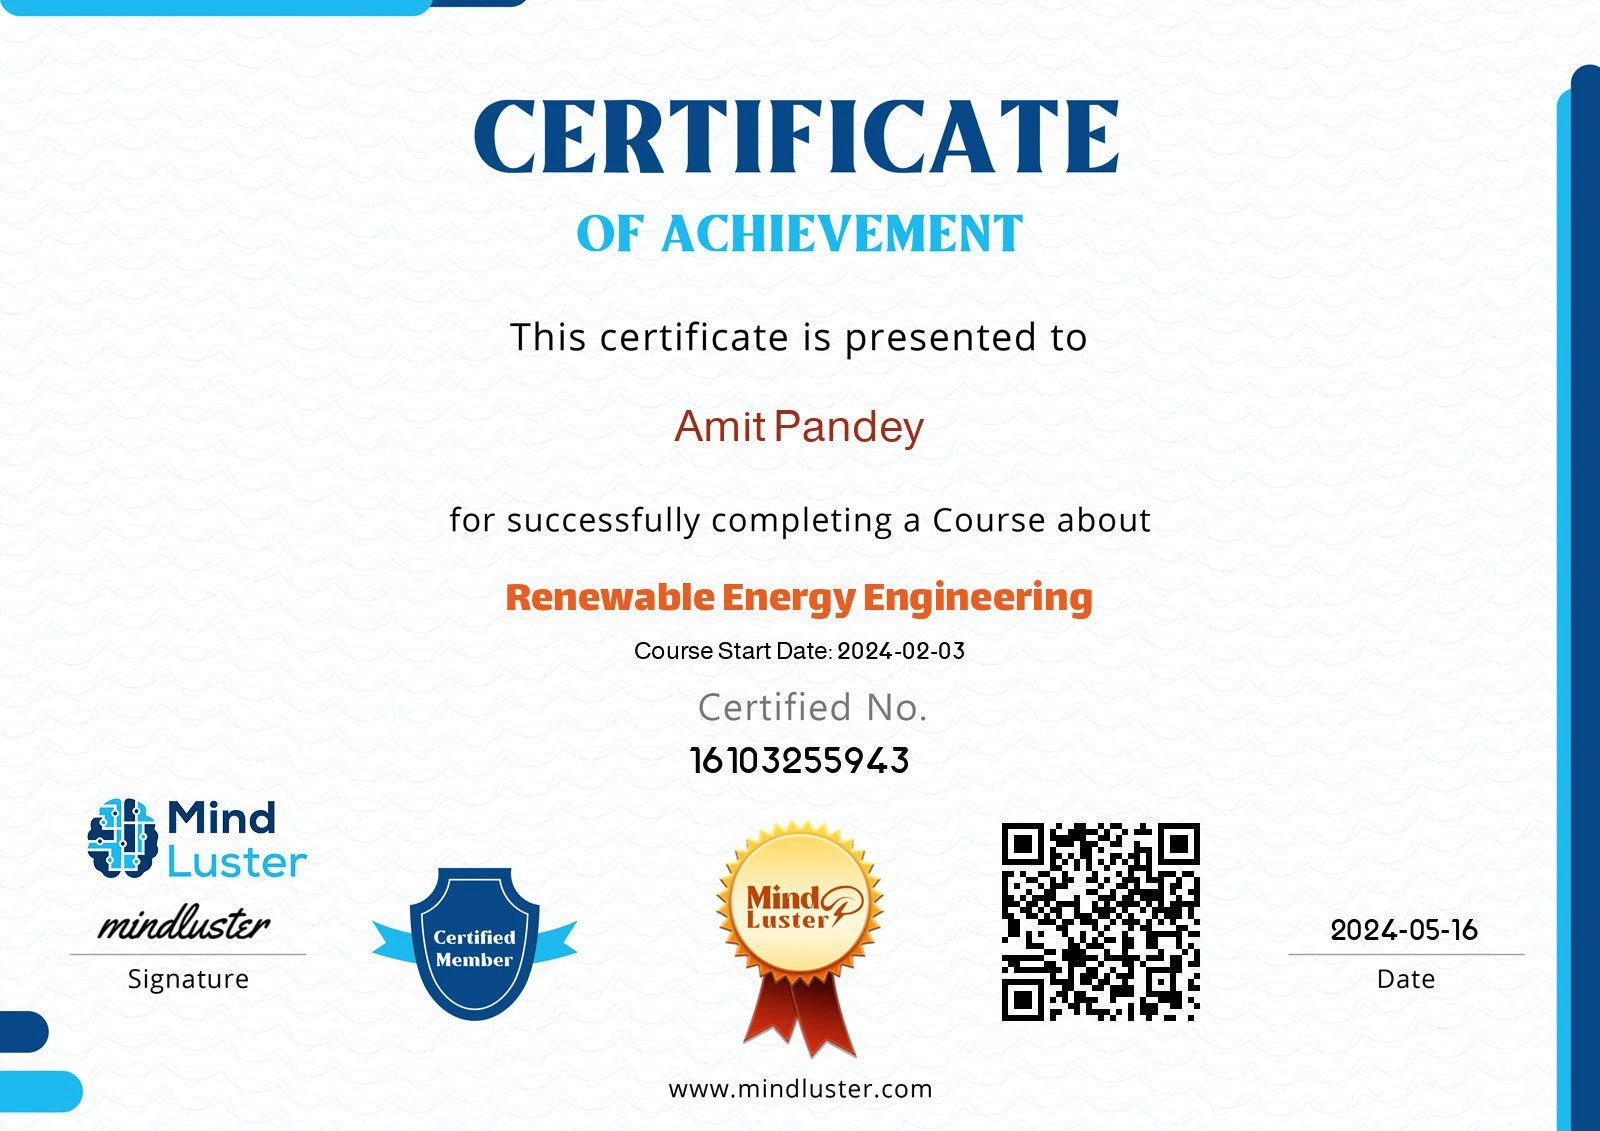 CERTIFICATE
OF ACHIEVEMENT
This certificate is presented to
Amit Pandey
for successfully completing a Course about
Renewable Energy Engineering
Course Start Date: 2024-02-03
Certified No.
16103255943
Mind
Luster
mindluster
Signature
Certified
Member
Mind
Luster
2024-05-16
Date
www.mindluster.com